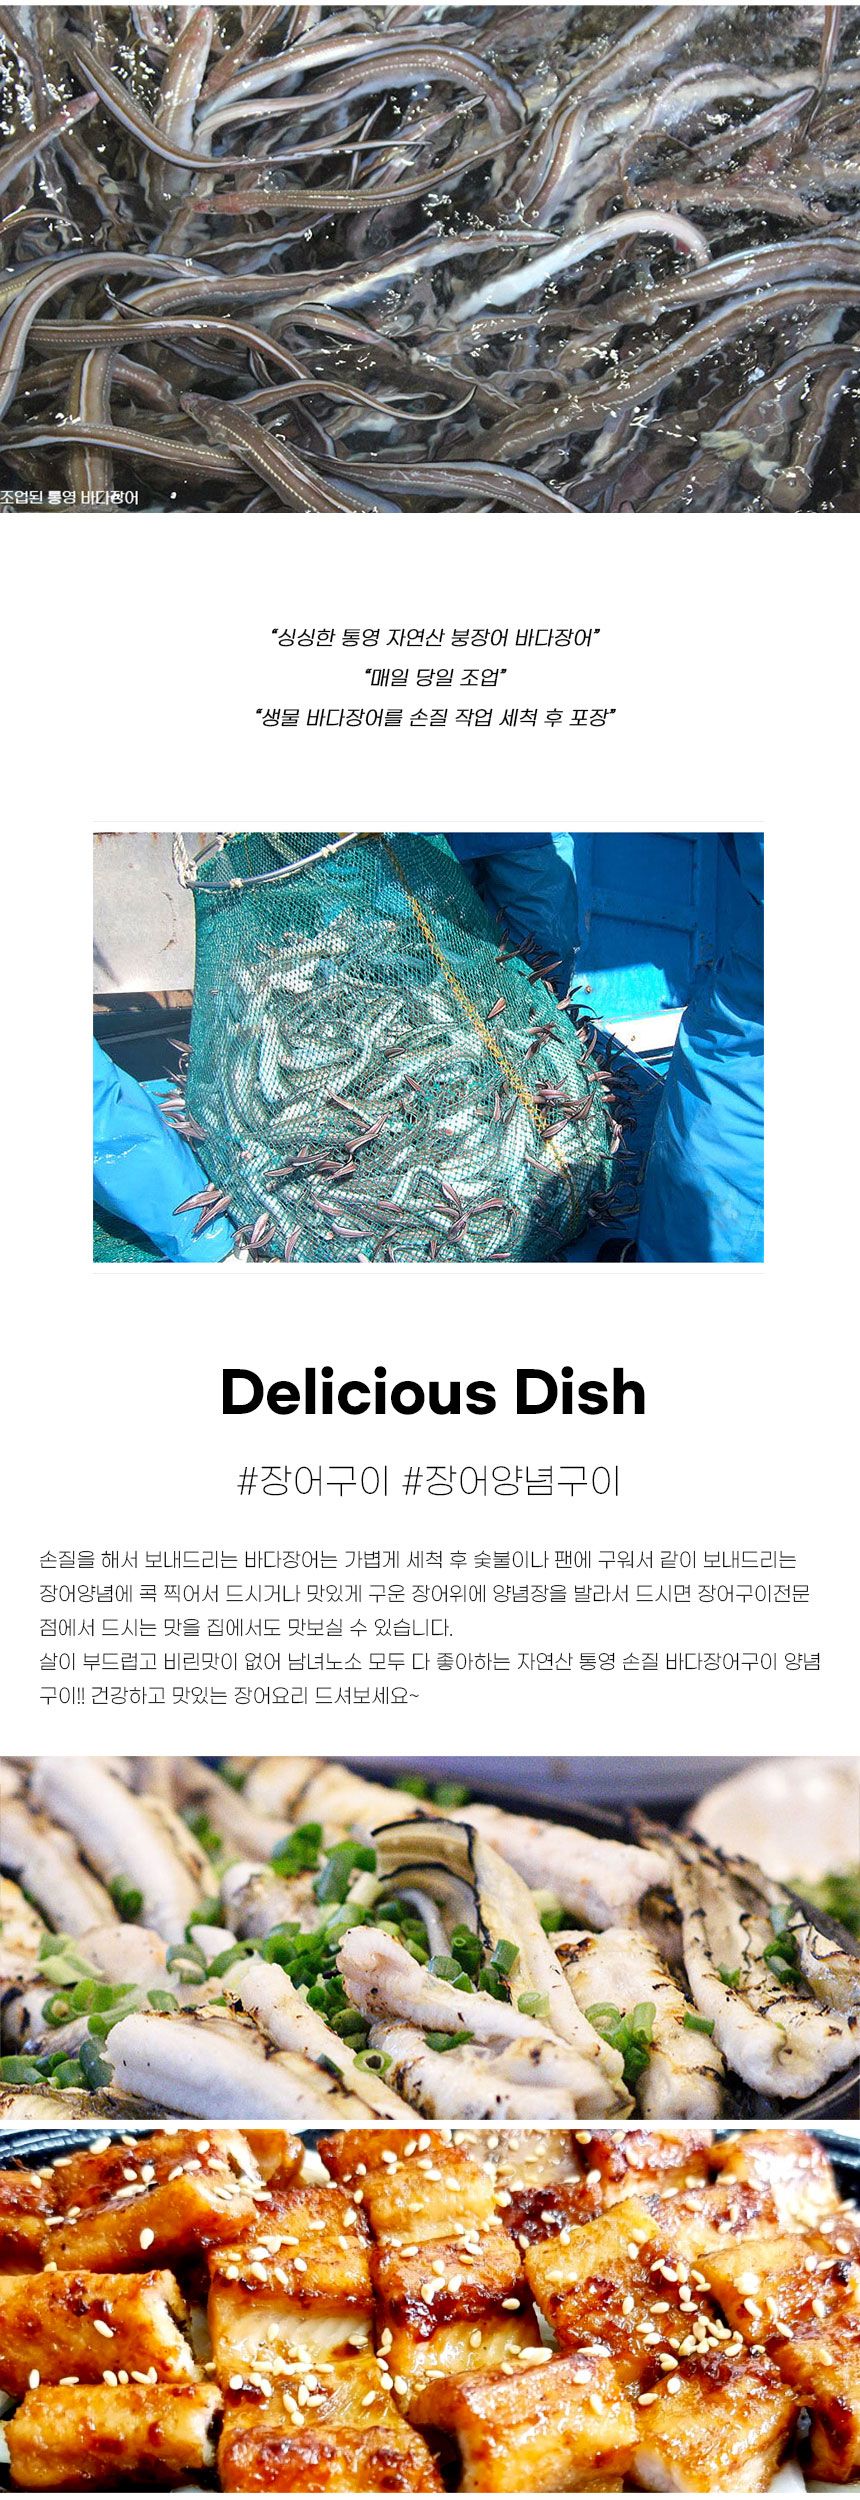 조업된 통영 바다장어
“싱싱한 통영 자연산 붕장어 바다장어”
“매일 당일 조업”
“생물 바다장어를 손질 작업 세척 후 포장”
Delicious Dish
#장어구이 #장어양념구이
손질을 해서 보내드리는 바다장어는 가볍게 세척 후 숯불이나 팬에 구워서 같이 보내드리는
장어양념에 콕 찍어서 드시거나 맛있게 구운 장어위에 양념장을 발라서 드시면 장어구이전문
점에서 드시는 맛을 집에서도 맛보실 수 있습니다.
살이 부드럽고 비린맛이 없어 남녀노소 모두 다 좋아하는 자연산 통영 손질 바다장어구이 양념
구이!! 건강하고 맛있는 장어요리 드셔보세요~